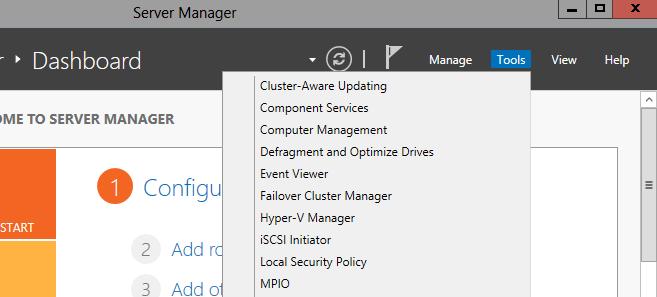 Server Manager
Dashboard
Manage Tools View Help
Cluster-Aware Updating
Component Services
Computer Management
Defragment and Optimize Drives
Event Viewer
Failover Cluster Manager
Hyper-V Manager
iSCSI Initiator
Local Security Policy
MPIO
OME TO SERVER MANAGER
START
1 Configu
2 Add ro
3 Add ot